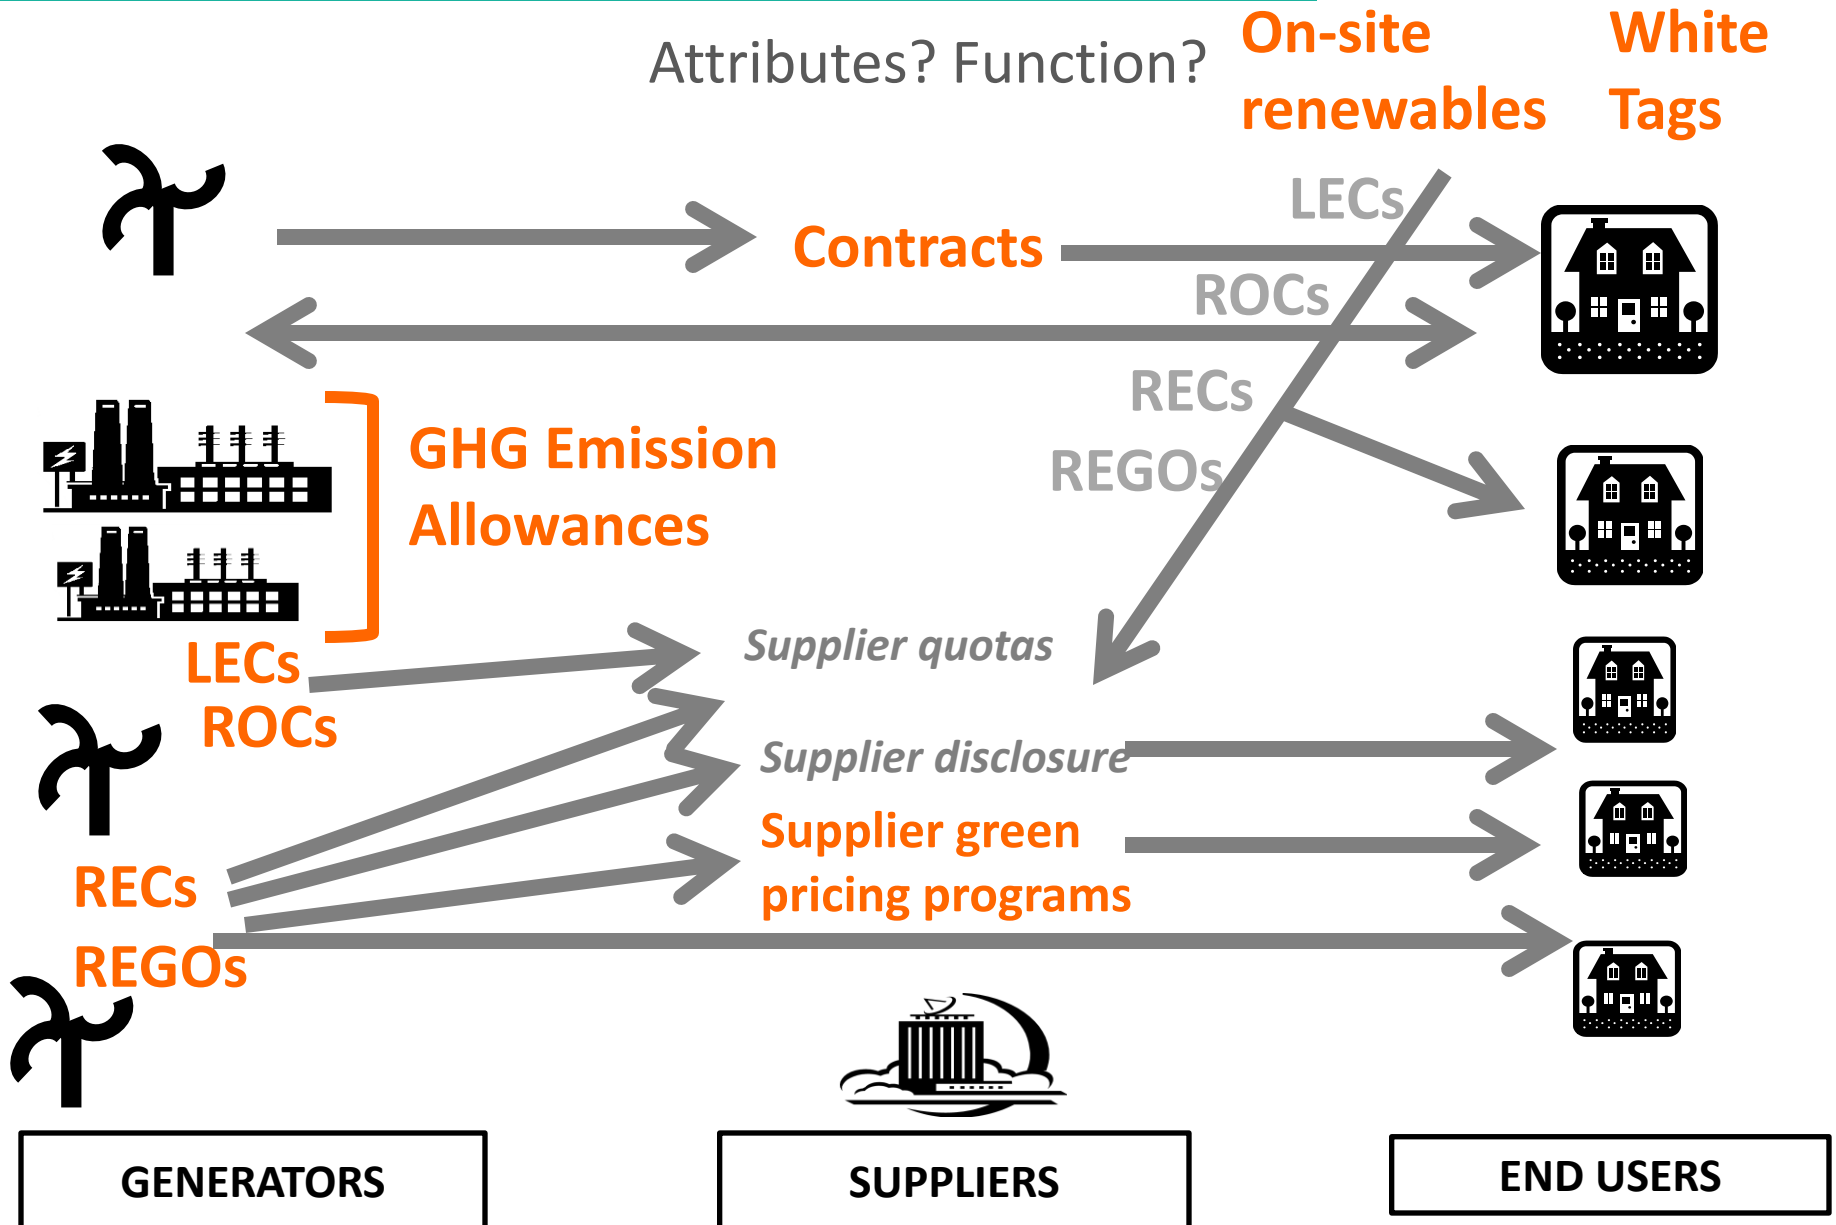 Attributes? Function?
On-site
renewables
White
Tags
LECs
Contracts
ROCs
RECs
REGOs
GHG Emission
Allowances
LECs
ROCs
Supplier quotas
Supplier disclosure
Supplier green
pricing programs
RECs
REGOs
GENERATORS
SUPPLIERS
END USERS